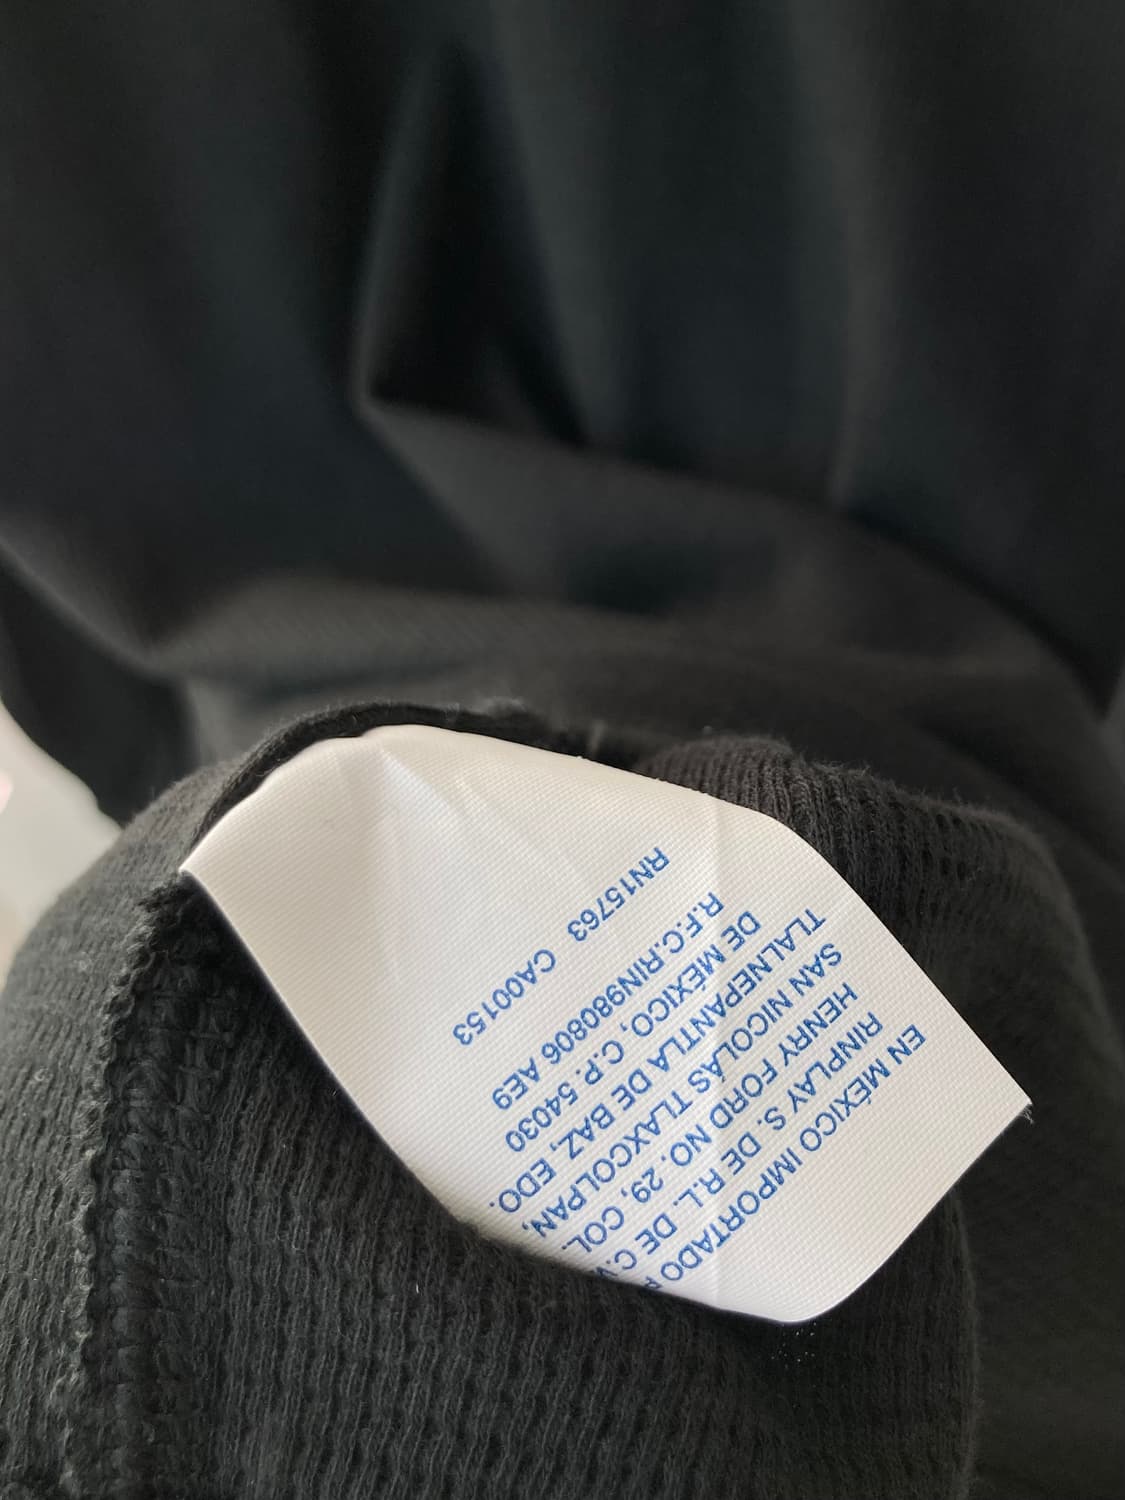 EN MÉXICO IMPORTADO
RINPLAY S. DE R.L. DE C.V.
HENRY FORD NO. 29, COL.
SAN NICOLÁS TLAXCOLPAN,
TLALNEPANTLA DE BAZ, EDO.
DE MÉXICO, C.P. 54030
R.F.C.RIN980806 AE9
RN15763 CA00153